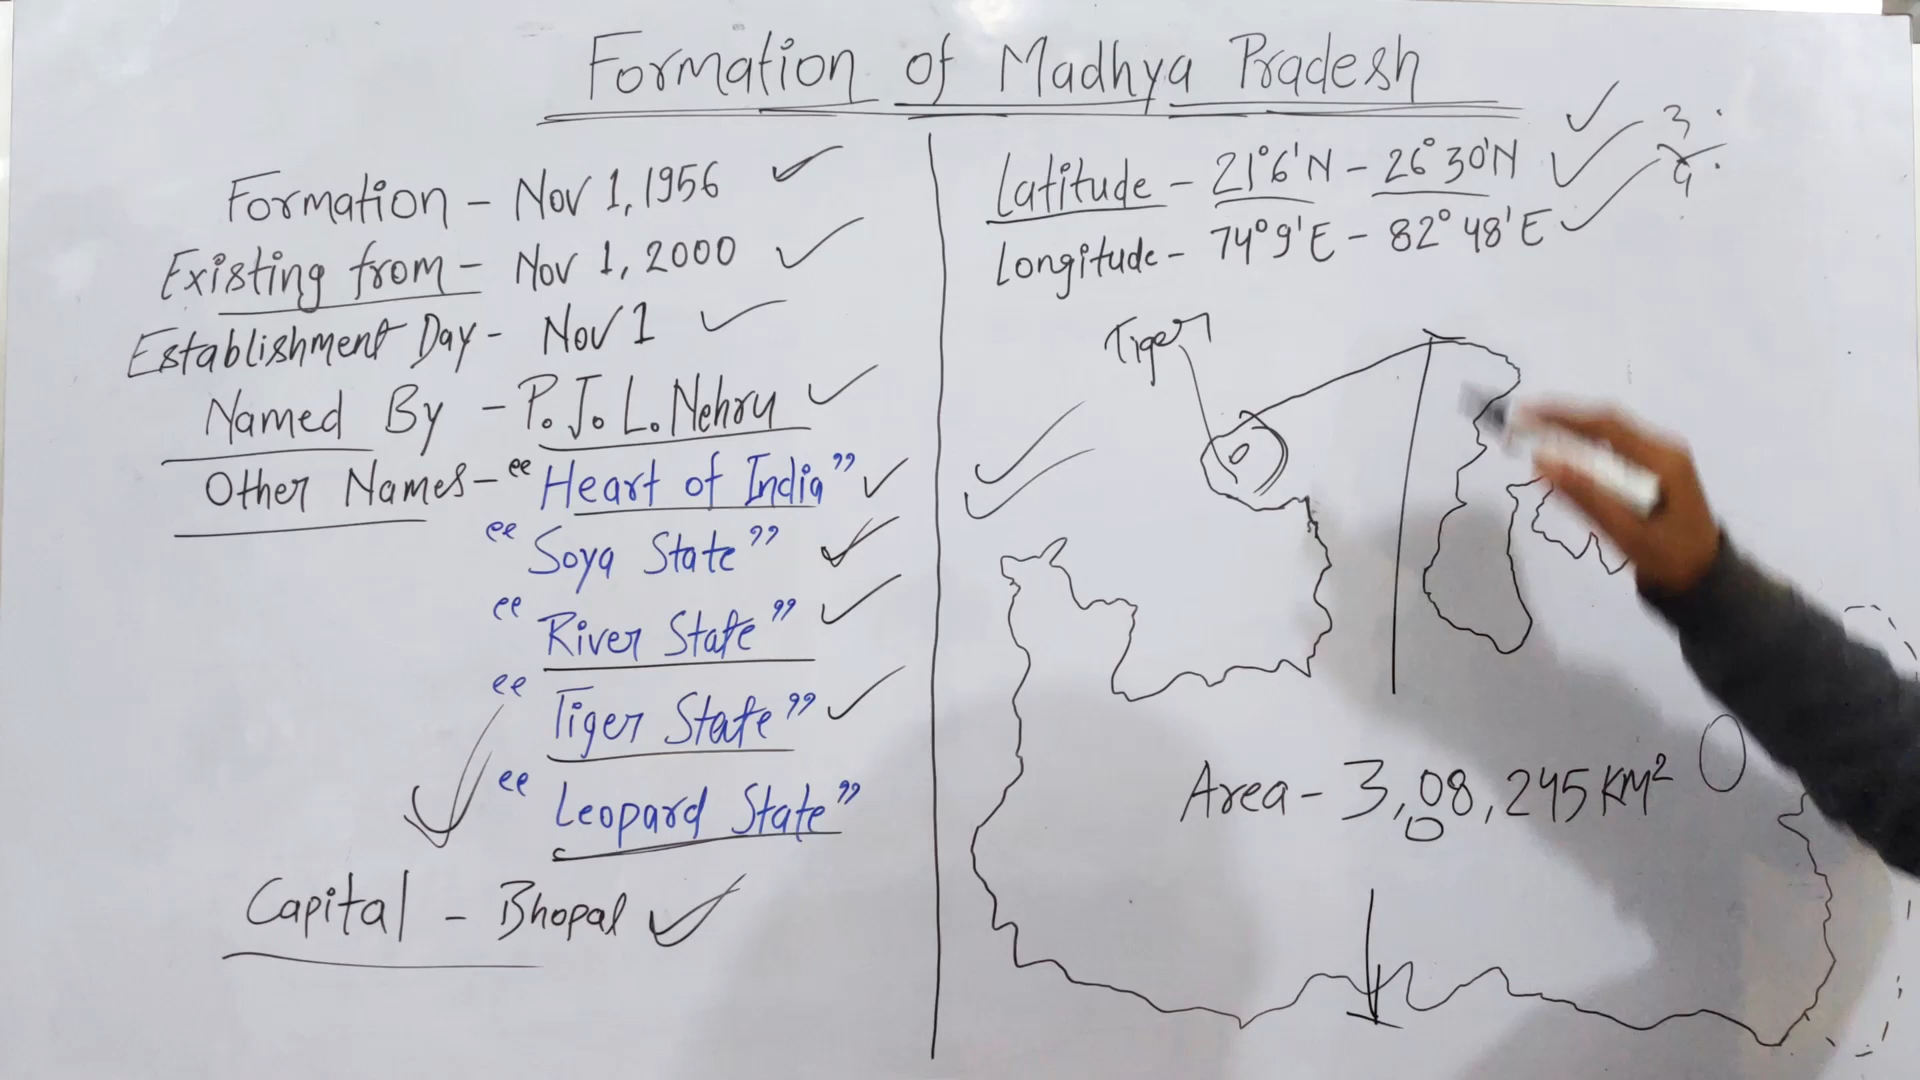 Formation of Madhya Pradesh
Formation - Nov 1, 1956
Existing from - Nov 1, 2000
Establishment Day - Nov 1
Named By - P. J. L. Nehru
Other Names - "Heart of India"
"Soya State"
"River State"
"Tiger State"
"Leopard State"
Capital - Bhopal
Latitude - 21°6'N - 26°30'N
Longitude - 74°9'E - 82°48'E
3.
Tiger
Area - 3,08,245 KM²